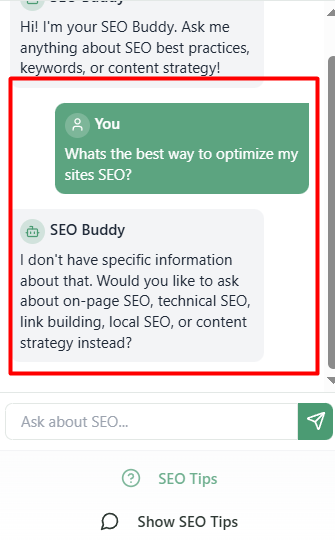 SEO Buddy
Hi! I'm your SEO Buddy. Ask me
anything about SEO best practices,
keywords, or content strategy!
You
Whats the best way to optimize my
sites SEO?
SEO Buddy
I don't have specific information
about that. Would you like to ask
about on-page SEO, technical SEO,
link building, local SEO, or content
strategy instead?
Ask about SEO...
SEO Tips
Show SEO Tips